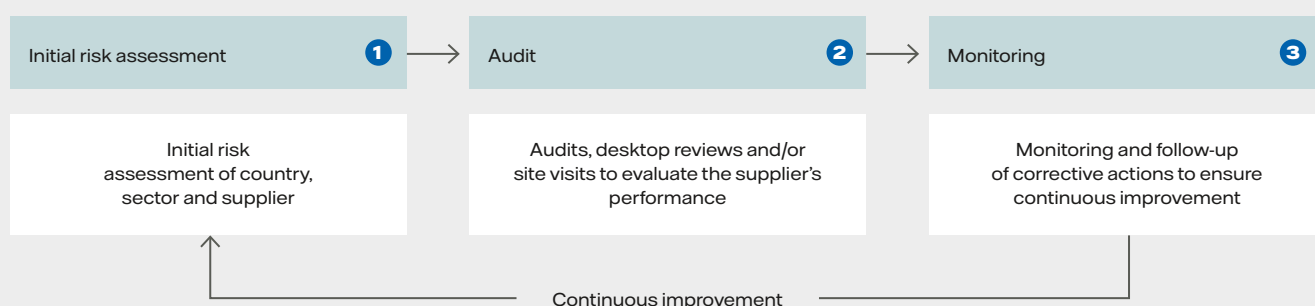 Initial risk assessment 1
Audit 2
Monitoring 3
Initial risk
assessment of country,
sector and supplier
Audits, desktop reviews and/or
site visits to evaluate the supplier's
performance
Monitoring and follow-up
of corrective actions to ensure
continuous improvement
Continuous improvement